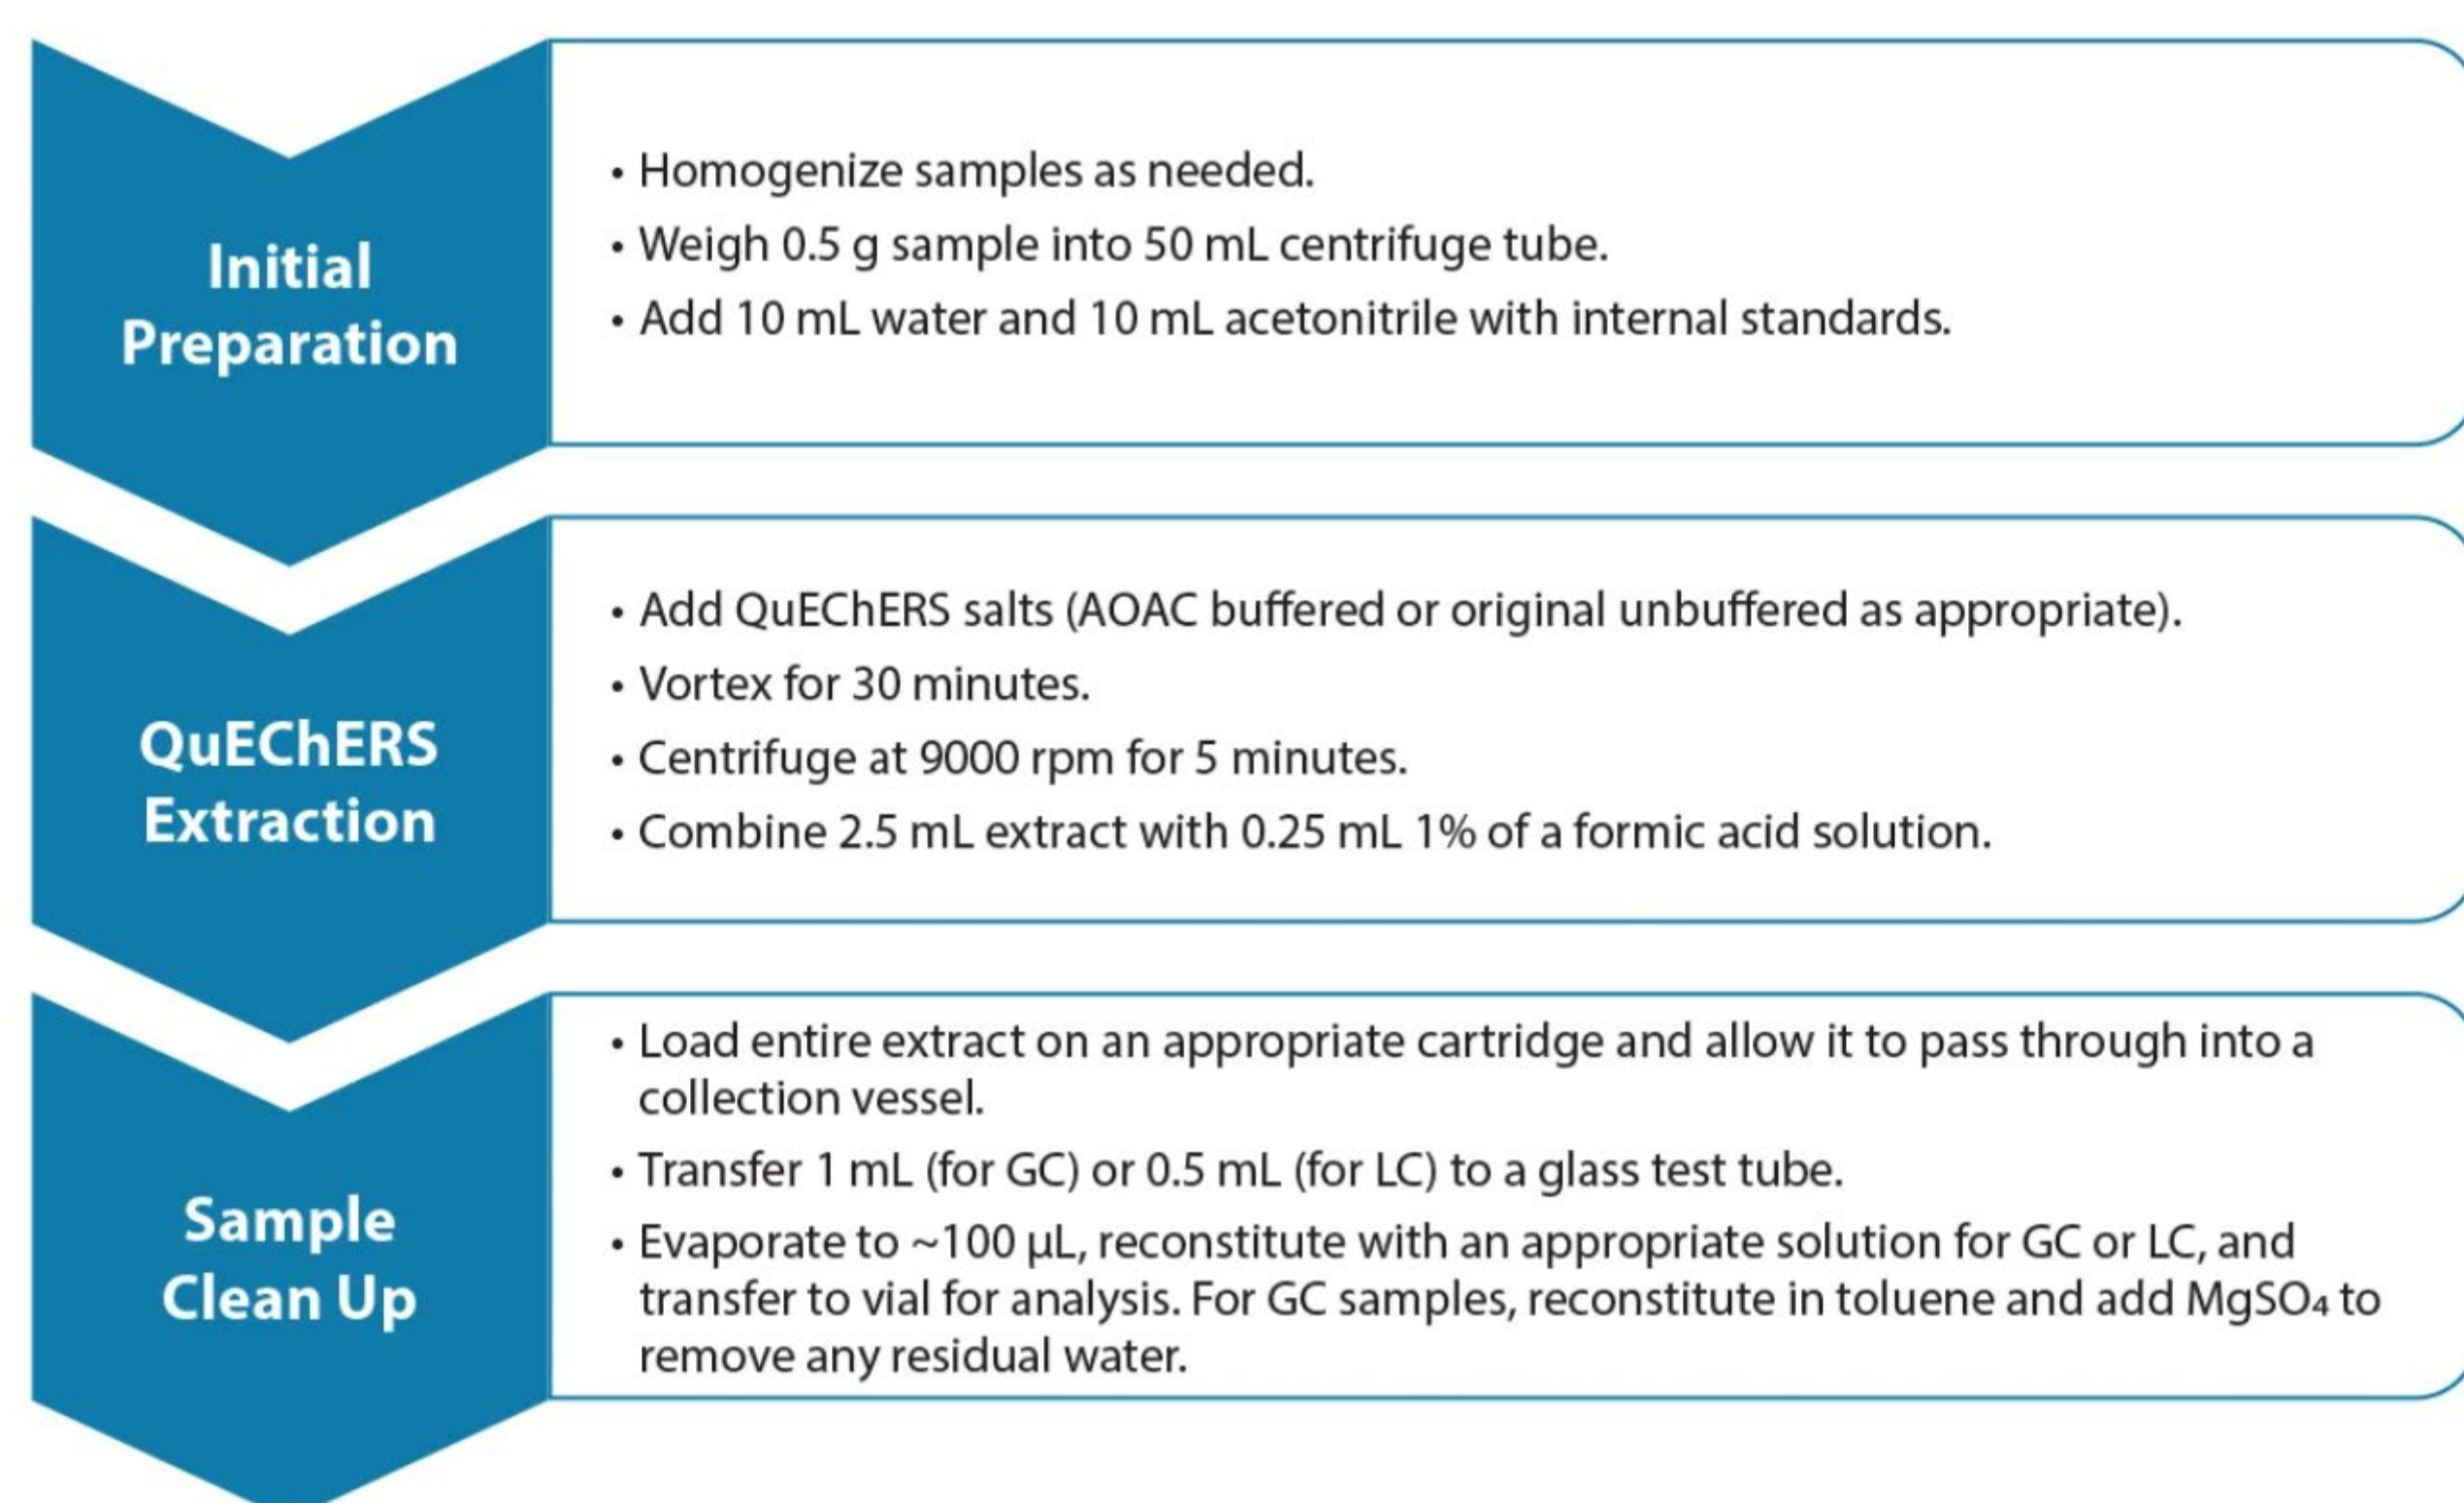 Initial
Preparation
• Homogenize samples as needed.
• Weigh 0.5 g sample into 50 mL centrifuge tube.
• Add 10 mL water and 10 mL acetonitrile with internal standards.
QuEChERS
Extraction
• Add QuEChERS salts (AOAC buffered or original unbuffered as appropriate).
• Vortex for 30 minutes.
• Centrifuge at 9000 rpm for 5 minutes.
• Combine 2.5 mL extract with 0.25 mL 1% of a formic acid solution.
Sample
Clean Up
• Load entire extract on an appropriate cartridge and allow it to pass through into a
collection vessel.
• Transfer 1 mL (for GC) or 0.5 mL (for LC) to a glass test tube.
• Evaporate to ~100 µL, reconstitute with an appropriate solution for GC or LC, and
transfer to vial for analysis. For GC samples, reconstitute in toluene and add MgSO₄ to
remove any residual water.